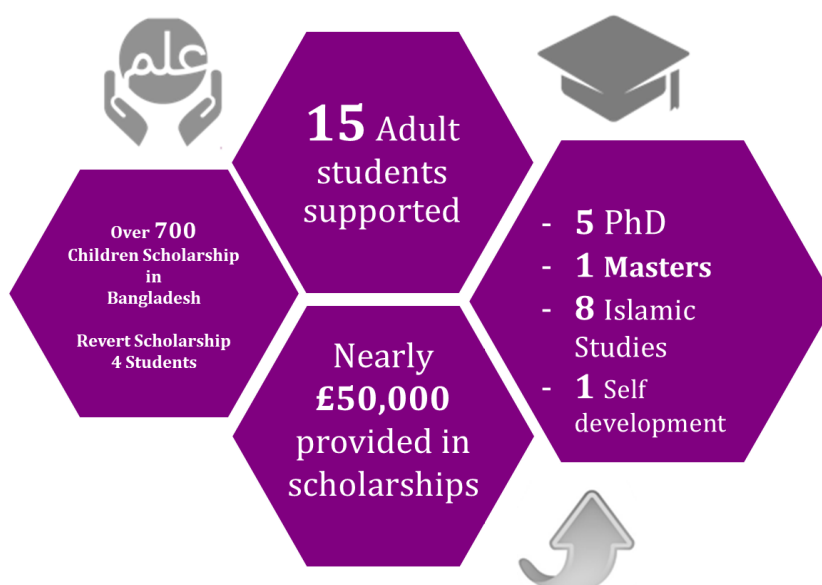 علم
15 Adult
students
supported
Over 700
Children Scholarship
in
Bangladesh
Revert Scholarship
4 Students
- 5 PhD
- 1 Masters
- 8 Islamic
Studies
- 1 Self
development
Nearly
£50,000
provided in
scholarships